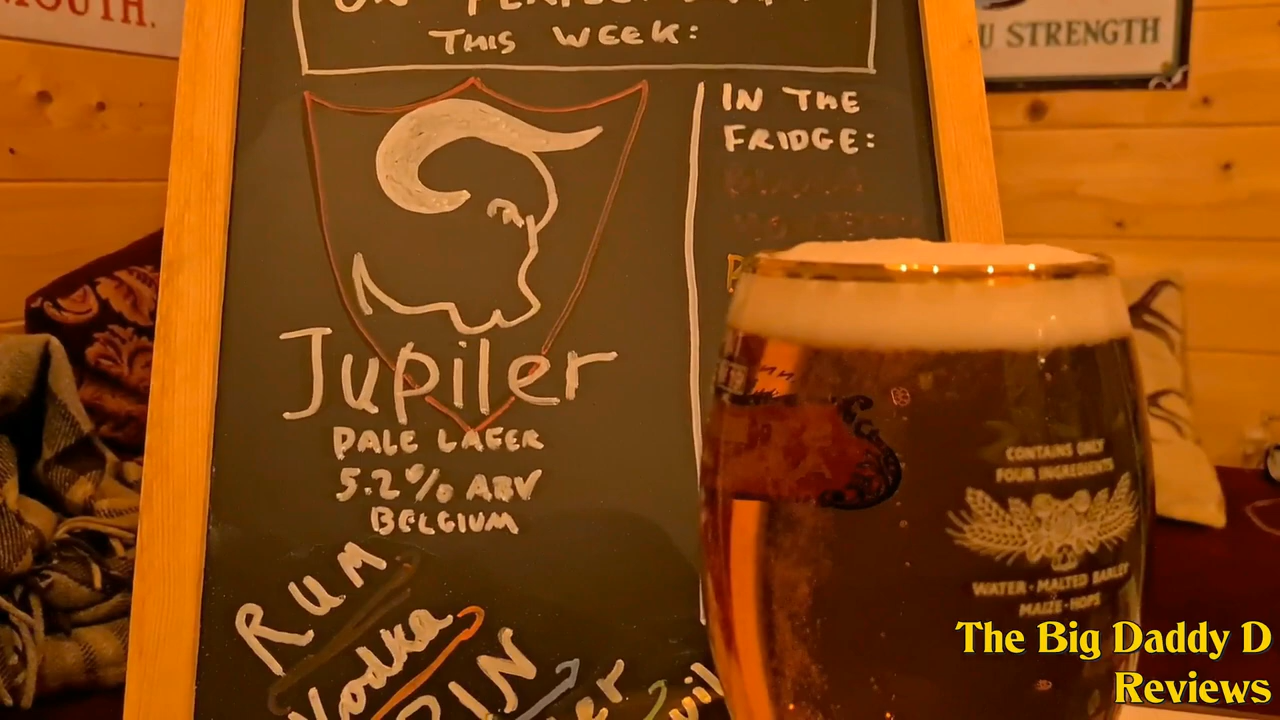 MOUTH.
THIS WEEK:
U STRENGTH
IN THE
FRIDGE:
Jupiler
PALE LAGER
5.2% ABV
BELGIUM
RUM
Vodka
CONTAINS ONLY
FOUR INGREDIENTS
WATER · MALTED BARLEY
MAIZE · HOPS
The Big Daddy D
Reviews